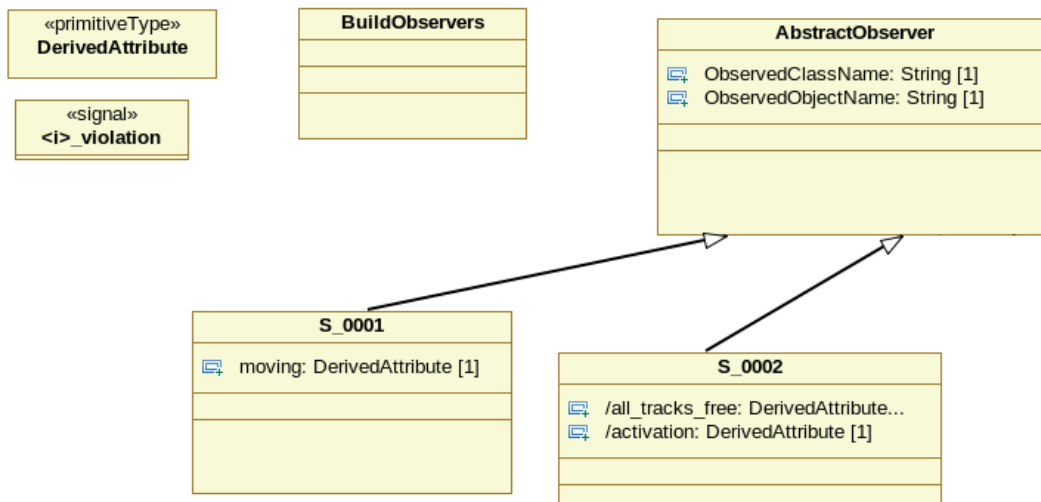 «primitiveType»
DerivedAttribute
«signal»
<i>_violation
BuildObservers
AbstractObserver
ObservedClassName: String [1]
ObservedObjectName: String [1]
S_0001
moving: DerivedAttribute [1]
S_0002
/all_tracks_free: DerivedAttribute...
/activation: DerivedAttribute [1]